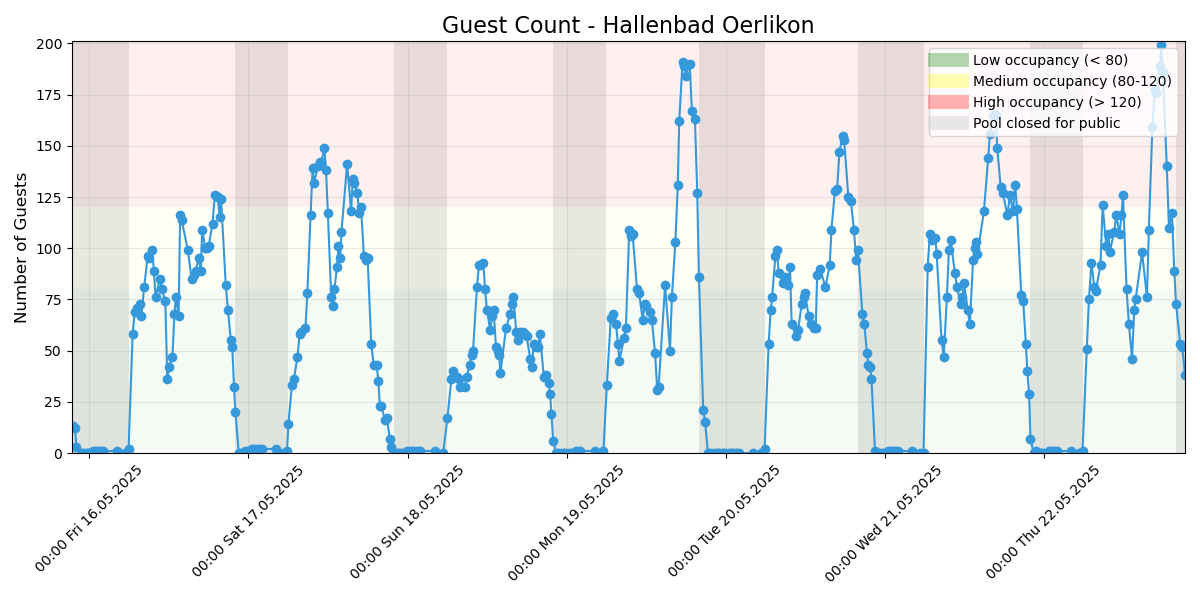 Guest Count - Hallenbad Oerlikon
Number of Guests
200
175
150
125
100
75
50
25
0
Low occupancy (< 80)
Medium occupancy (80-120)
High occupancy (> 120)
Pool closed for public
00:00 Fri 16.05.2025
00:00 Sat 17.05.2025
00:00 Sun 18.05.2025
00:00 Mon 19.05.2025
00:00 Tue 20.05.2025
00:00 Wed 21.05.2025
00:00 Thu 22.05.2025